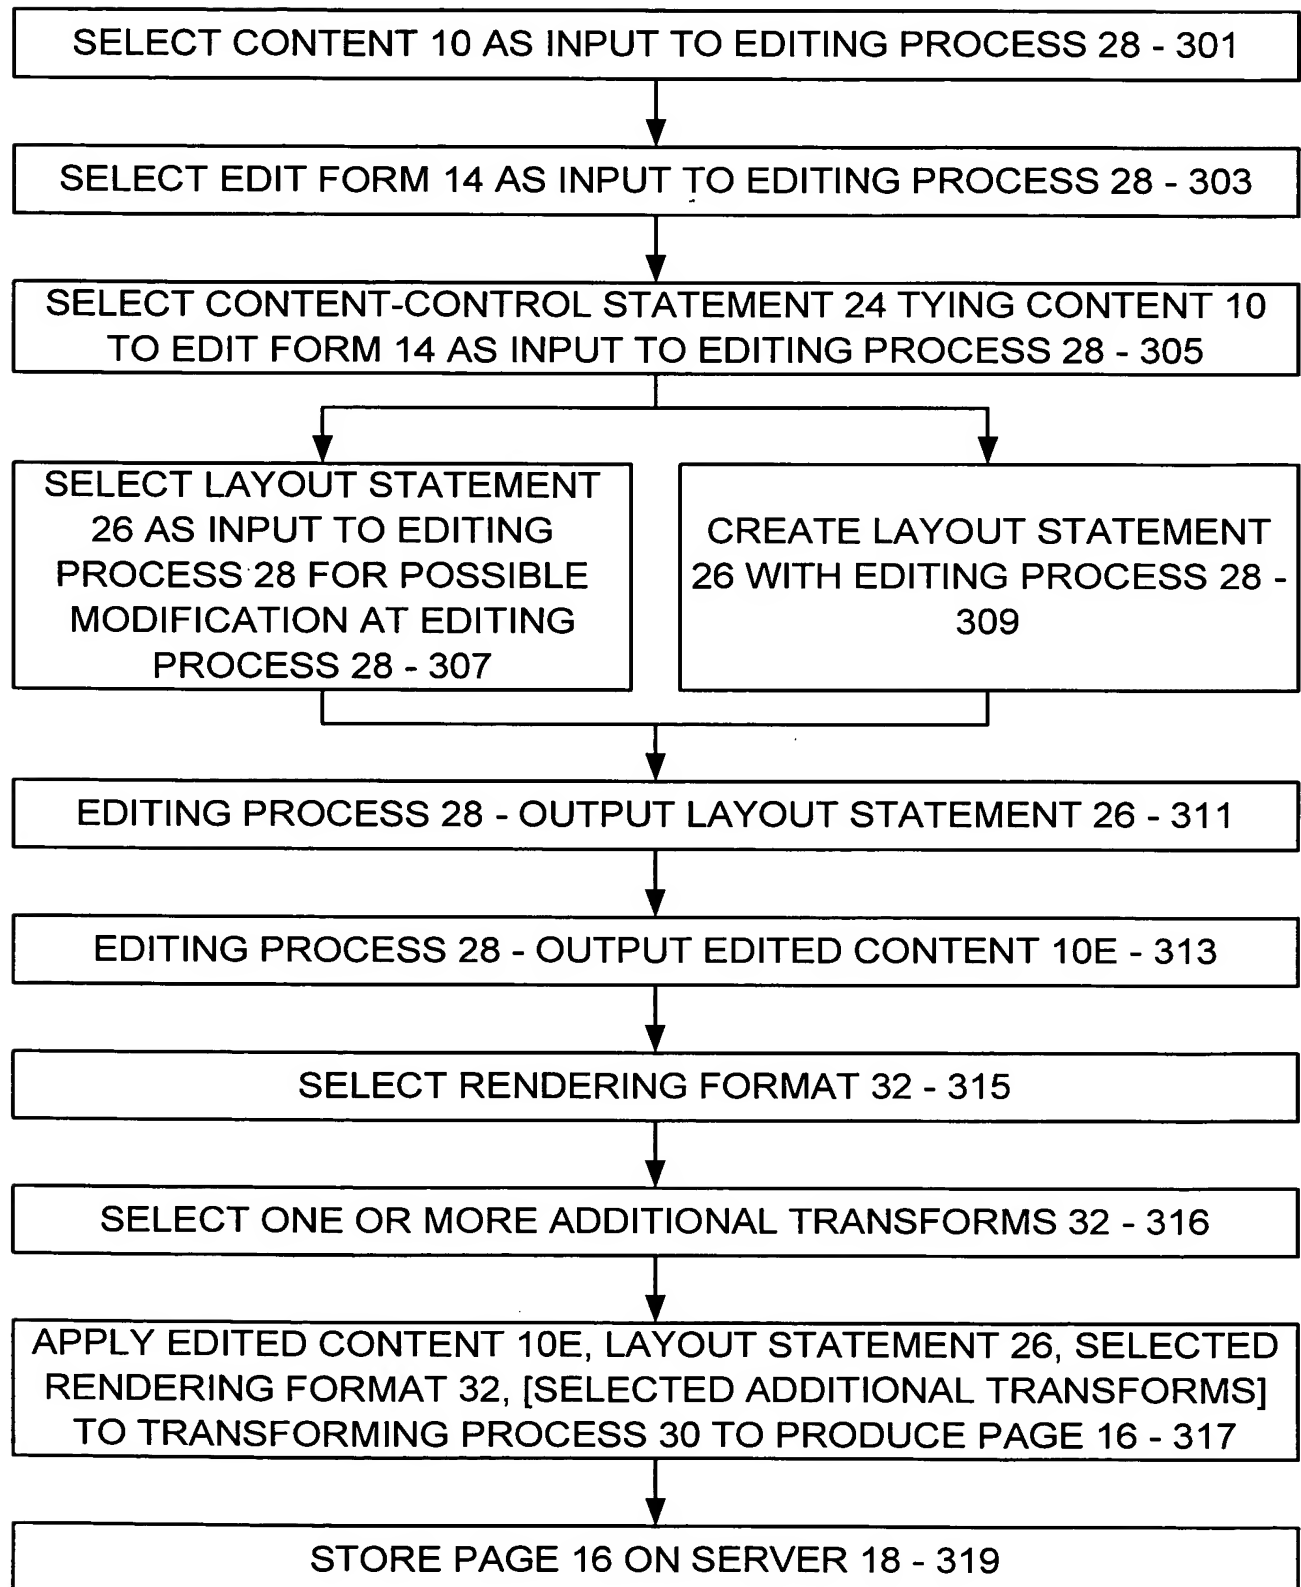 SELECT CONTENT 10 AS INPUT TO EDITING PROCESS 28 - 301
SELECT EDIT FORM 14 AS INPUT TO EDITING PROCESS 28 - 303
SELECT CONTENT-CONTROL STATEMENT 24 TYING CONTENT 10
TO EDIT FORM 14 AS INPUT TO EDITING PROCESS 28 - 305
SELECT LAYOUT STATEMENT
26 AS INPUT TO EDITING
PROCESS 28 FOR POSSIBLE
MODIFICATION AT EDITING
PROCESS 28 - 307
CREATE LAYOUT STATEMENT
26 WITH EDITING PROCESS 28 -
309
EDITING PROCESS 28 - OUTPUT LAYOUT STATEMENT 26 - 311
EDITING PROCESS 28 - OUTPUT EDITED CONTENT 10E - 313
SELECT RENDERING FORMAT 32 - 315
SELECT ONE OR MORE ADDITIONAL TRANSFORMS 32 - 316
APPLY EDITED CONTENT 10E, LAYOUT STATEMENT 26, SELECTED
RENDERING FORMAT 32, [SELECTED ADDITIONAL TRANSFORMS]
TO TRANSFORMING PROCESS 30 TO PRODUCE PAGE 16 - 317
STORE PAGE 16 ON SERVER 18 - 319